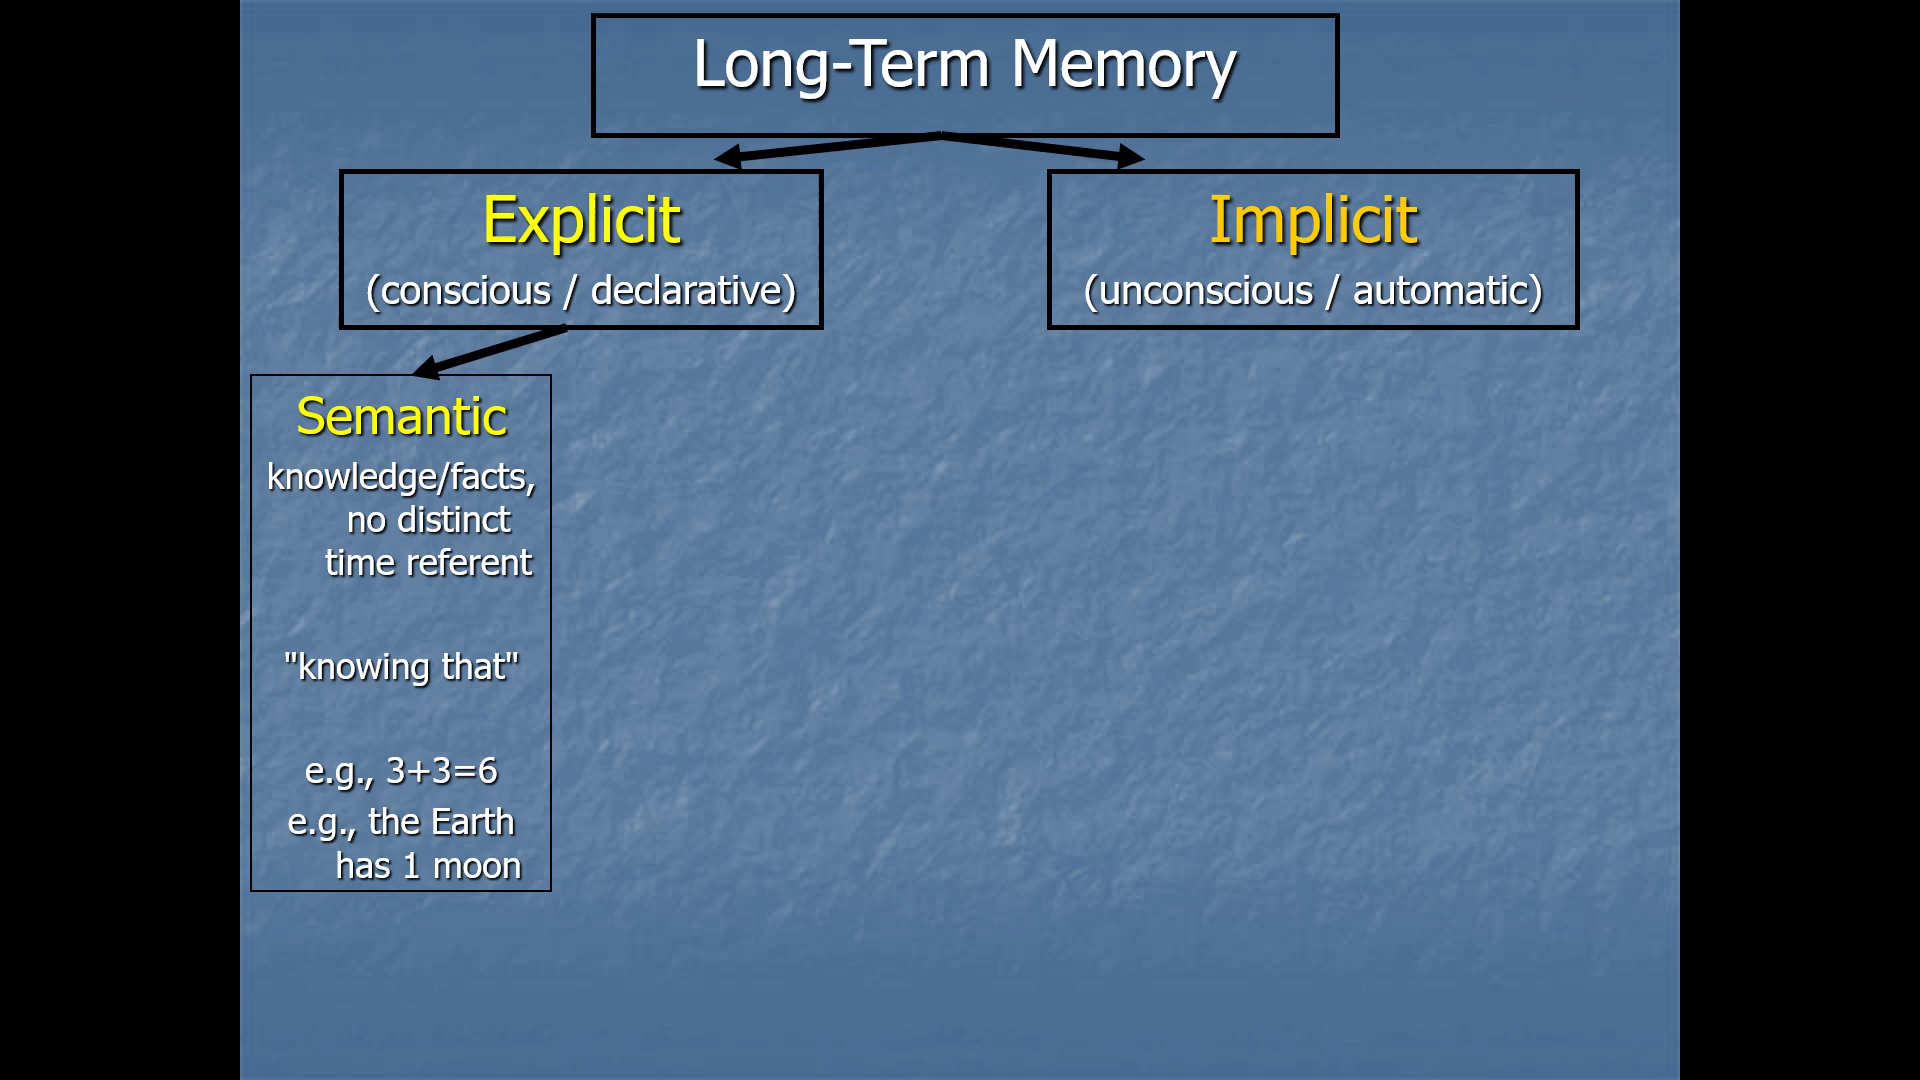 Long-Term Memory
Explicit
(conscious / declarative)
Implicit
(unconscious / automatic)
Semantic
knowledge/facts,
no distinct
time referent
"knowing that"
e.g., 3+3=6
e.g., the Earth
has 1 moon